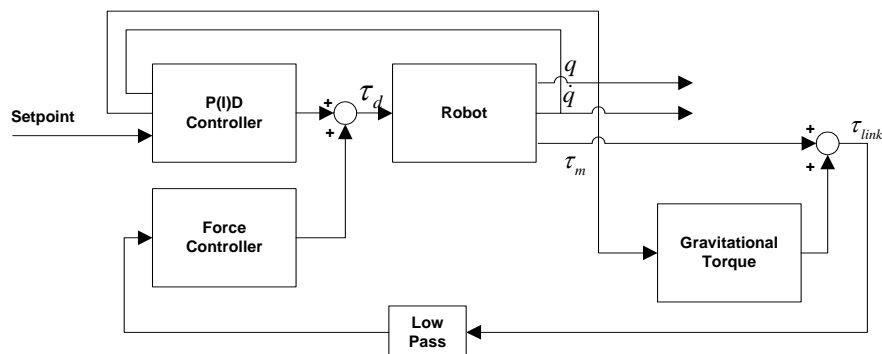 Setpoint
P(I)D
Controller
+
+
τd
Robot
q
q̇
τm
+
+
τlink
Force
Controller
Gravitational
Torque
Low
Pass